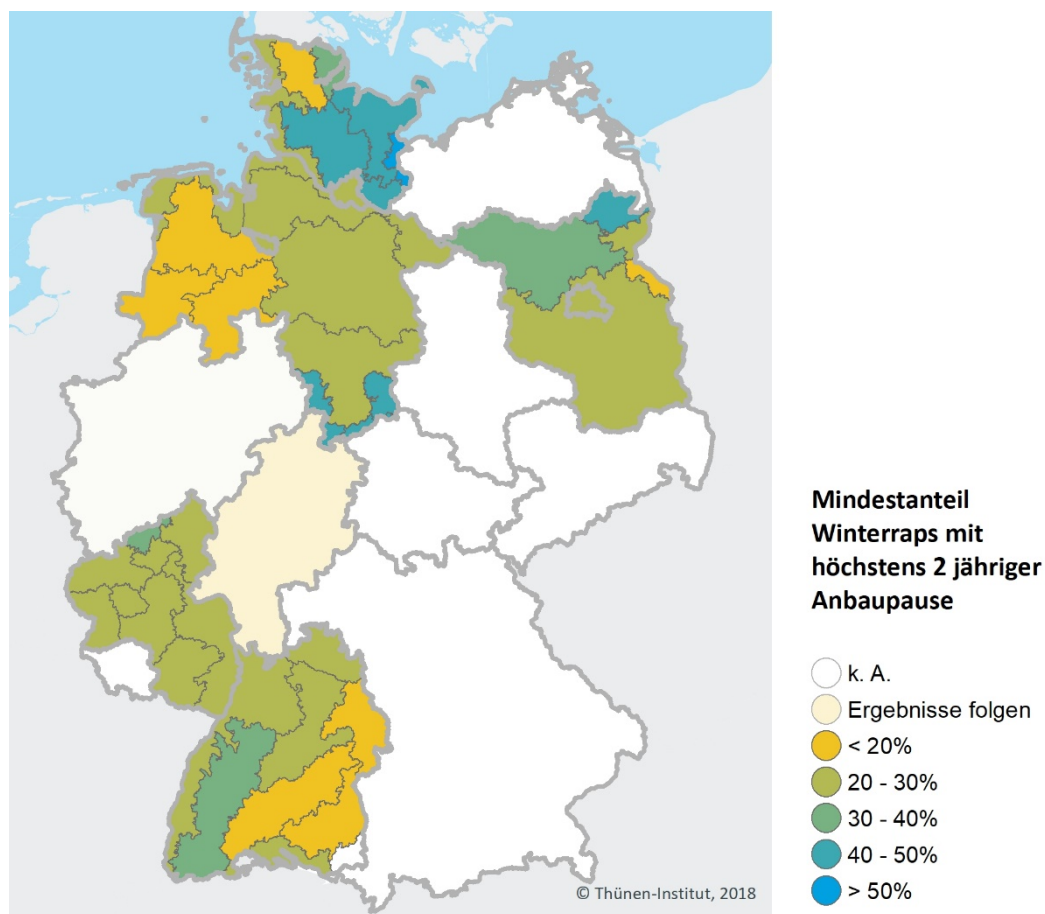 Mindestanteil
Winterraps mit
höchstens 2 jähriger
Anbaupause
k. A.
Ergebnisse folgen
< 20%
20 - 30%
30 - 40%
40 - 50%
> 50%
© Thünen-Institut, 2018